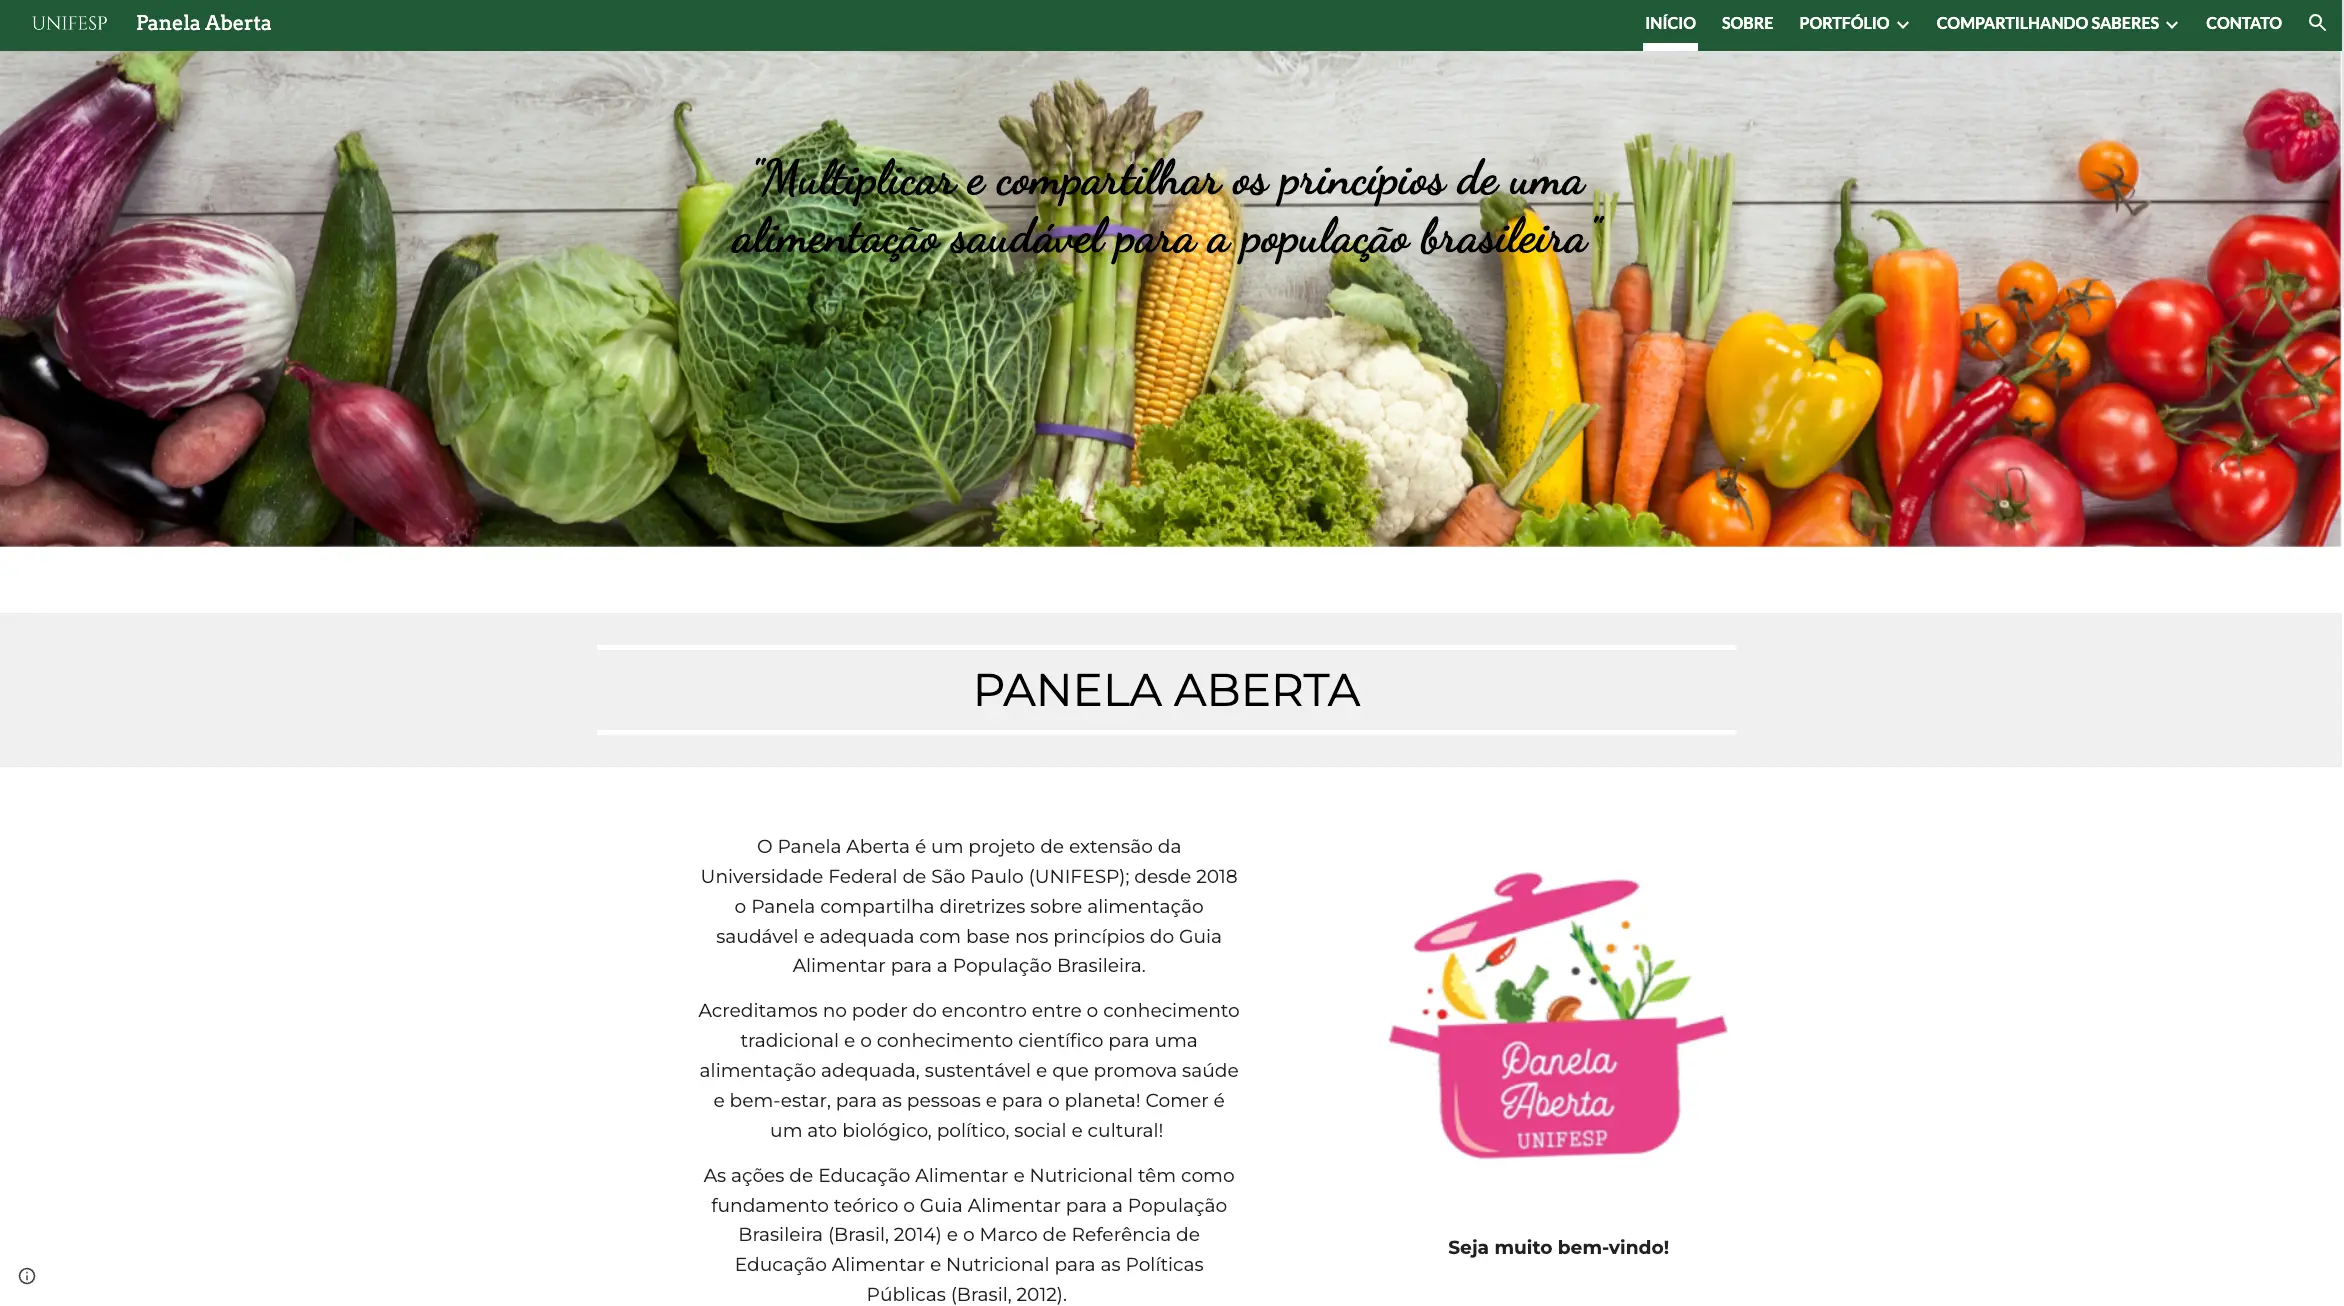 UNIFESP
Panela Aberta
INÍCIO
SOBRE
PORTFÓLIO
COMPARTILHANDO SABERES
CONTATO
"Multiplicar e compartilhar os princípios de uma
alimentação saudável para a população brasileira"
PANELA ABERTA
O Panela Aberta é um projeto de extensão da
Universidade Federal de São Paulo (UNIFESP); desde 2018
o Panela compartilha diretrizes sobre alimentação
saudável e adequada com base nos princípios do Guia
Alimentar para a População Brasileira.
Acreditamos no poder do encontro entre o conhecimento
tradicional e o conhecimento científico para uma
alimentação adequada, sustentável e que promova saúde
e bem-estar, para as pessoas e para o planeta! Comer é
um ato biológico, político, social e cultural!
As ações de Educação Alimentar e Nutricional têm como
fundamento teórico o Guia Alimentar para a População
Brasileira (Brasil, 2014) e o Marco de Referência de
Educação Alimentar e Nutricional para as Políticas
Públicas (Brasil, 2012).
Panela
Aberta
UNIFESP
Seja muito bem-vindo!